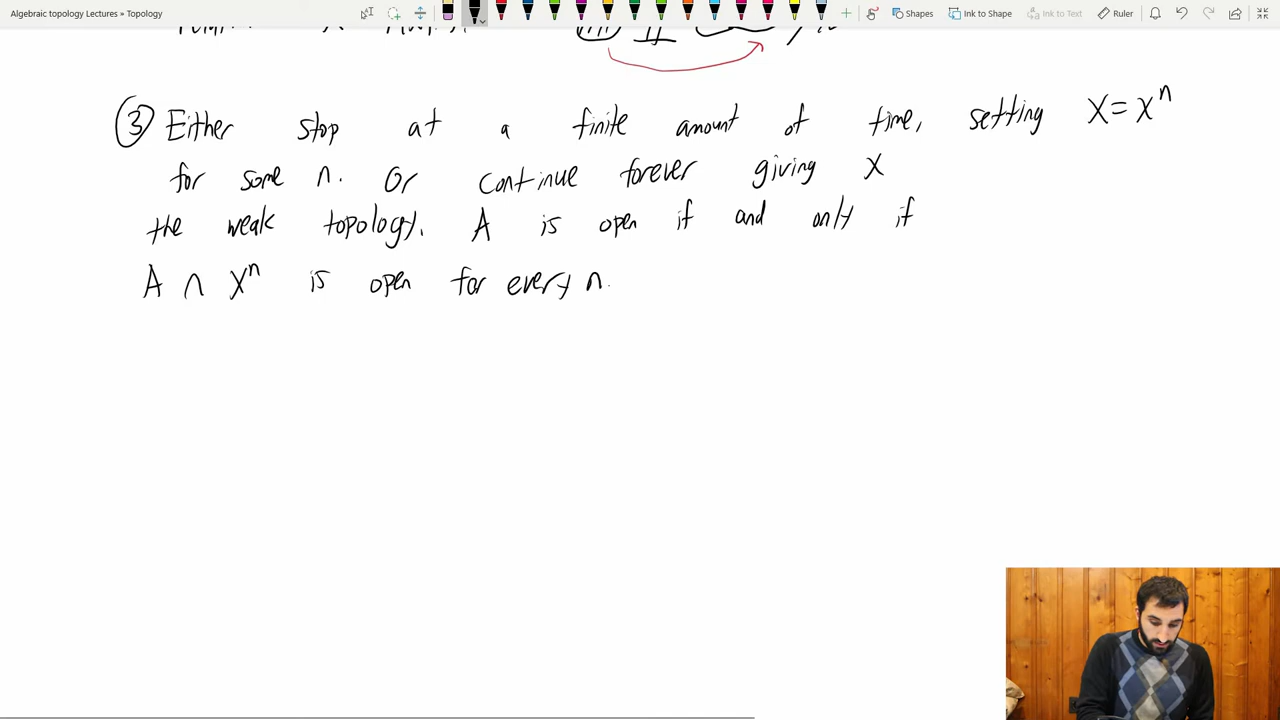 Algebraic topology Lectures » Topology
Shapes
Ink to Shape
Ink to Text
Ruler
③ Either stop at a finite amount of time, setting X = Xⁿ
for some n. Or continue forever giving X
the weak topology. A is open if and only if
A ∩ Xⁿ is open for every n.